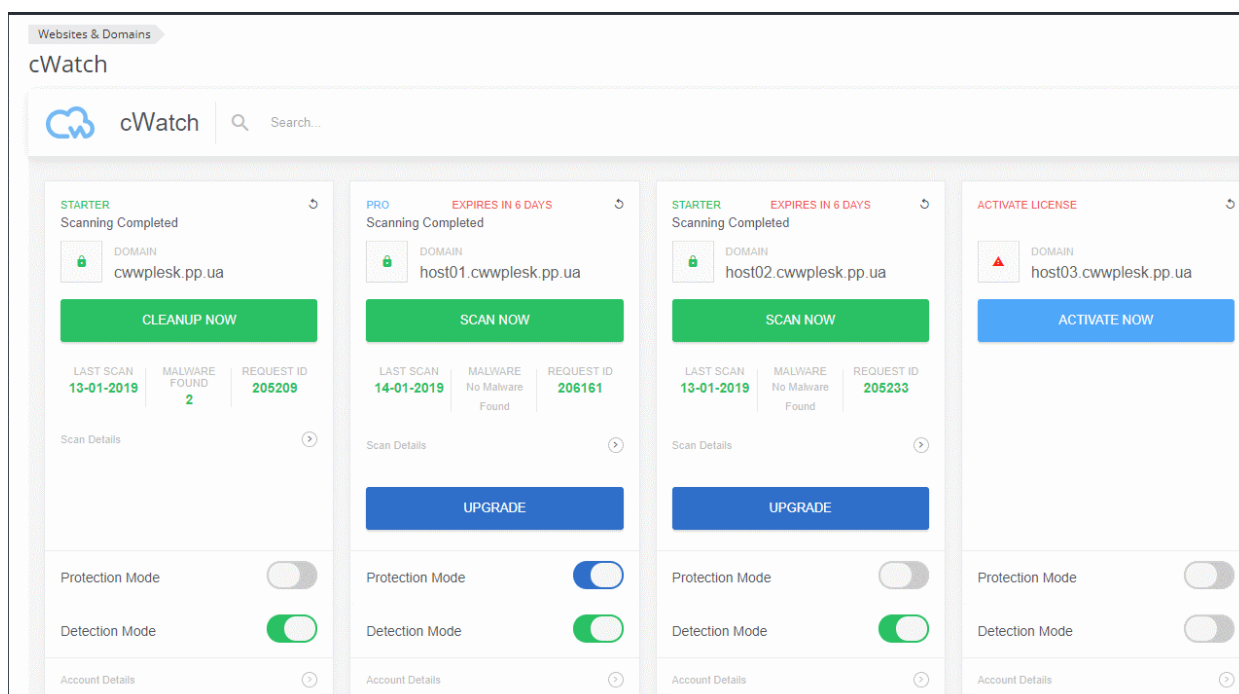 Websites & Domains
cWatch
cWatch
Search...
STARTER
Scanning Completed
DOMAIN
cwwplesk.pp.ua
CLEANUP NOW
LAST SCAN
13-01-2019
MALWARE
FOUND
2
REQUEST ID
205209
Scan Details
Protection Mode
Detection Mode
Account Details
PRO
EXPIRES IN 6 DAYS
Scanning Completed
DOMAIN
host01.cwwplesk.pp.ua
SCAN NOW
LAST SCAN
14-01-2019
MALWARE
No Malware
Found
REQUEST ID
206161
Scan Details
UPGRADE
Protection Mode
Detection Mode
Account Details
STARTER
EXPIRES IN 6 DAYS
Scanning Completed
DOMAIN
host02.cwwplesk.pp.ua
SCAN NOW
LAST SCAN
13-01-2019
MALWARE
No Malware
Found
REQUEST ID
205233
Scan Details
UPGRADE
Protection Mode
Detection Mode
Account Details
ACTIVATE LICENSE
DOMAIN
host03.cwwplesk.pp.ua
ACTIVATE NOW
Protection Mode
Detection Mode
Account Details